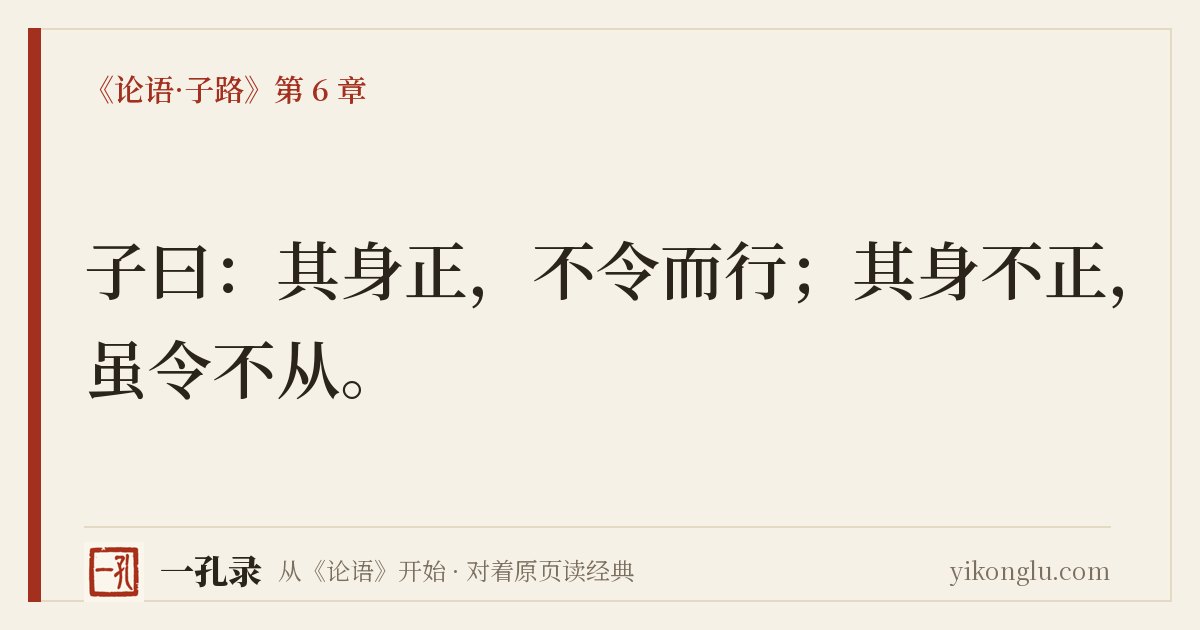 《论语·子路》第 6 章
子曰：其身正，不令而行；其身不正，
虽令不从。
一孔
一孔录 从《论语》开始 · 对着原页读经典 yikonglu.com